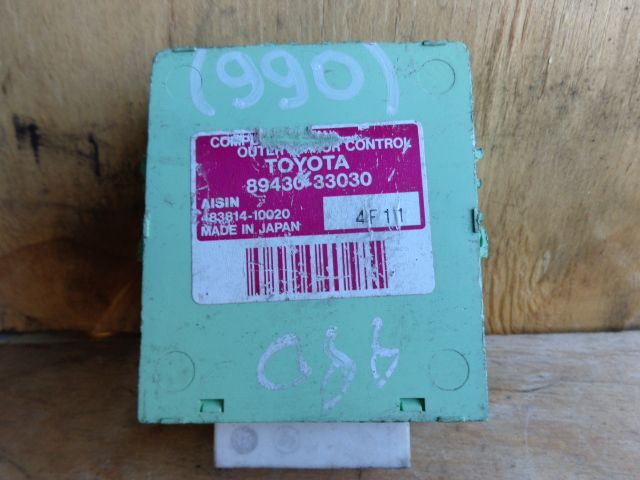 (990)
OUTER MIRROR CONTROL
TOYOTA
89430-33030
AISIN
483814-10020
4F11
MADE IN JAPAN